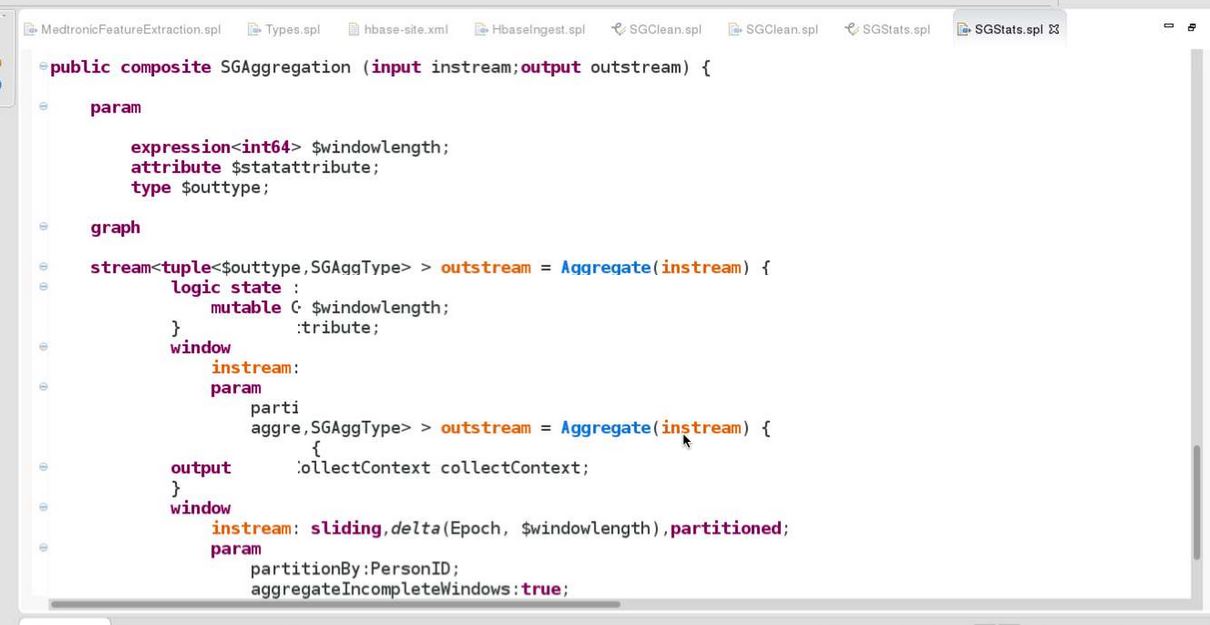 MedtronicFeatureExtraction.spl Types.spl hbase-site.xml HbaseIngest.spl SGClean.spl SGClean.spl SGStats.spl SGStats.spl
public composite SGAggregation (input instream;output outstream) {
param
expression<int64> $windowlength;
attribute $statattribute;
type $outtype;
graph
stream<tuple<$outtype,SGAggType> > outstream = Aggregate(instream) {
logic state :
mutable C $windowlength;
} :tribute;
window
instream:
param
parti
aggre,SGAggType> > outstream = Aggregate(instream) {
{
output ollectContext collectContext;
}
window
instream: sliding,delta(Epoch, $windowlength),partitioned;
param
partitionBy:PersonID;
aggregateIncompleteWindows:true;